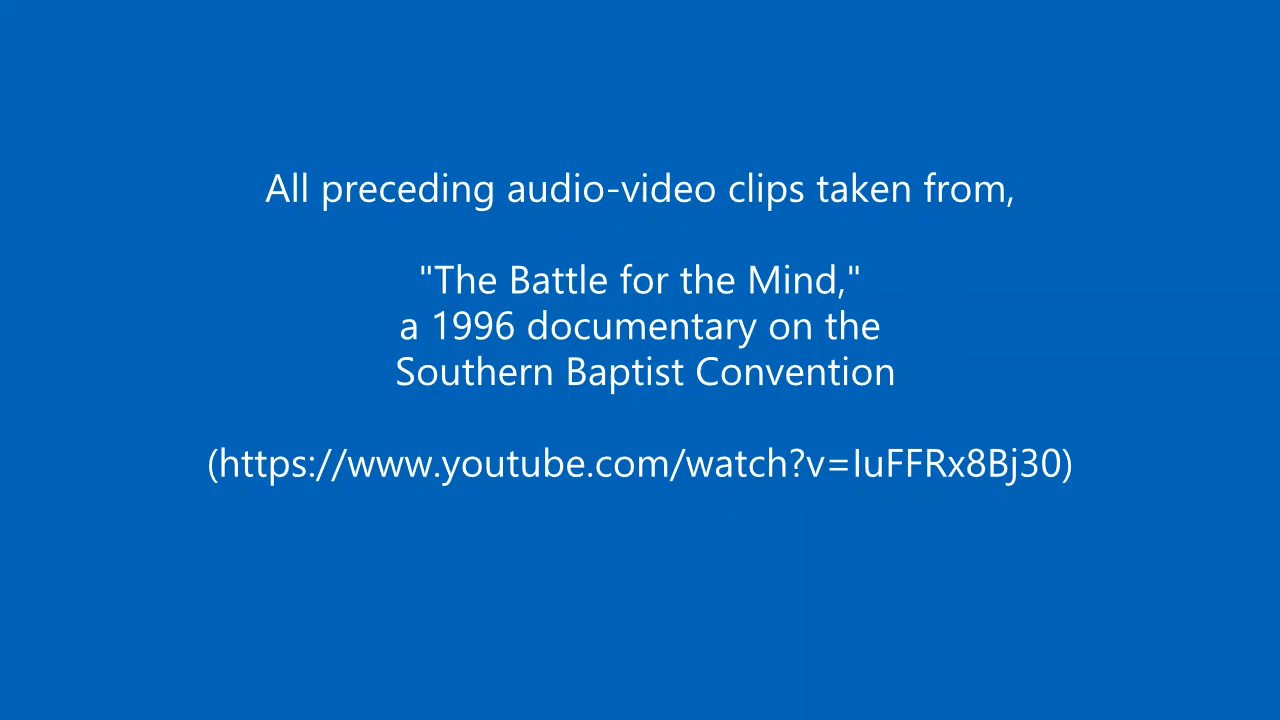 All preceding audio-video clips taken from,
"The Battle for the Mind,"
a 1996 documentary on the
Southern Baptist Convention
(https://www.youtube.com/watch?v=IuFFRx8Bj30)